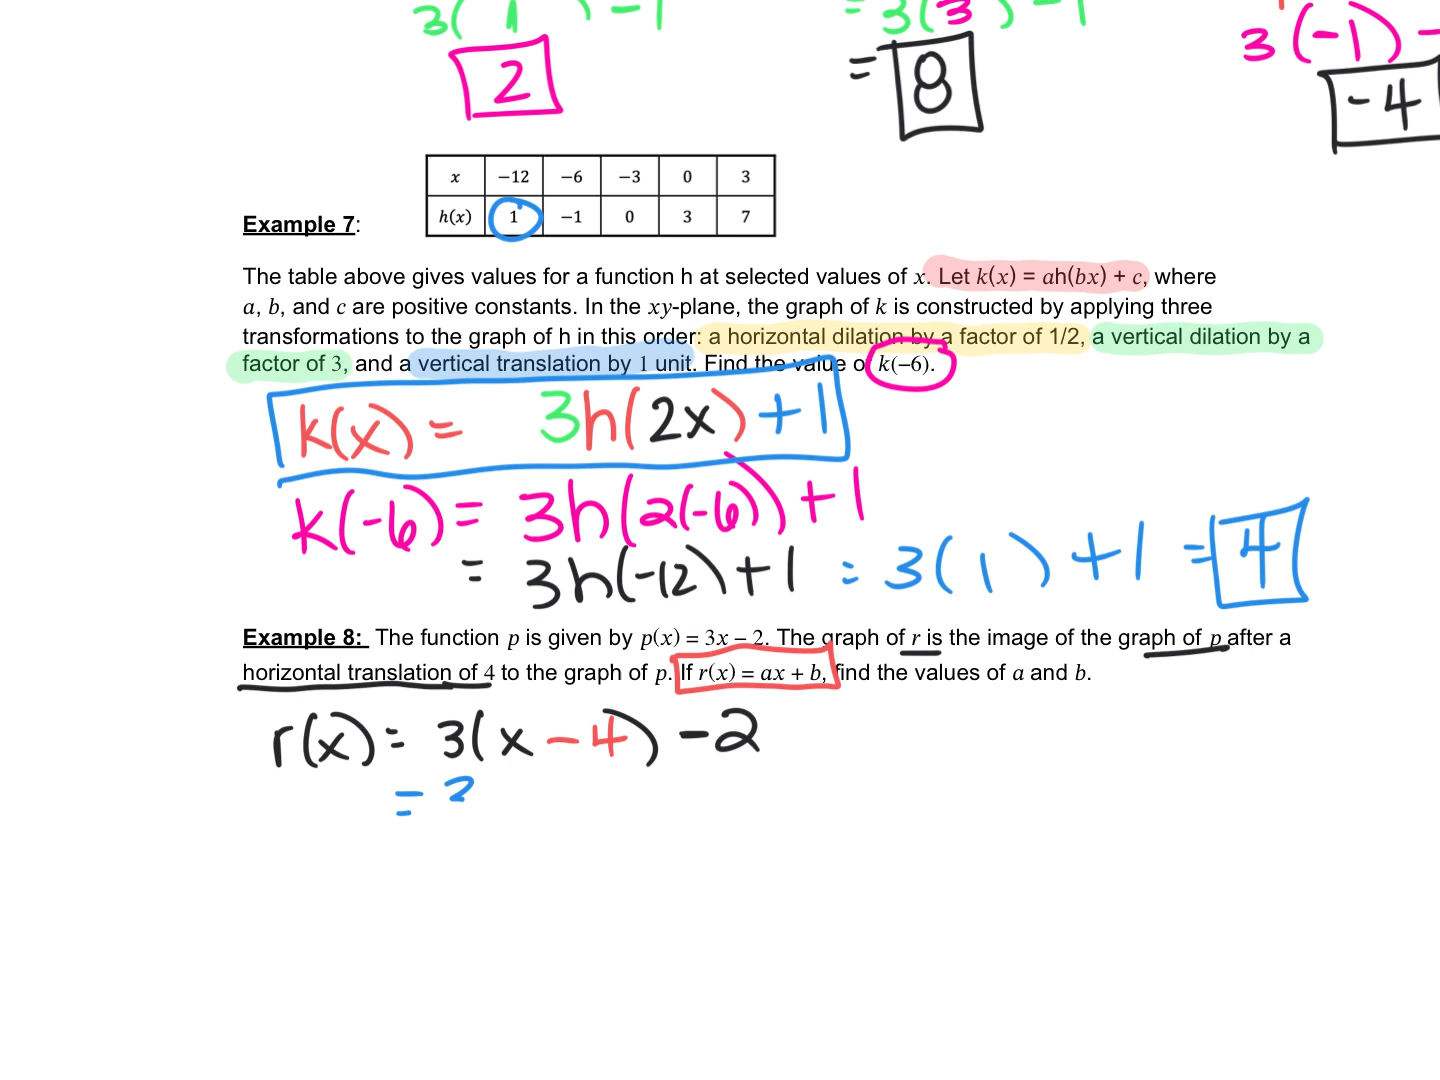 3(1) -1 = 3(3) -1
2 = 8 3(-1) -
-4
x −12 −6 −3 0 3
h(x) 1 −1 0 3 7
Example 7:
The table above gives values for a function h at selected values of x. Let k(x) = ah(bx) + c, where
a, b, and c are positive constants. In the xy-plane, the graph of k is constructed by applying three
transformations to the graph of h in this order: a horizontal dilation by a factor of 1/2, a vertical dilation by a
factor of 3, and a vertical translation by 1 unit. Find the value of k(−6).
k(x) = 3h(2x) + 1
k(-6) = 3h(2(-6)) + 1
= 3h(-12) + 1 = 3(1) + 1 = 4
Example 8: The function p is given by p(x) = 3x − 2. The graph of r is the image of the graph of p after a
horizontal translation of 4 to the graph of p. If r(x) = ax + b, find the values of a and b.
r(x) = 3(x - 4) - 2
=